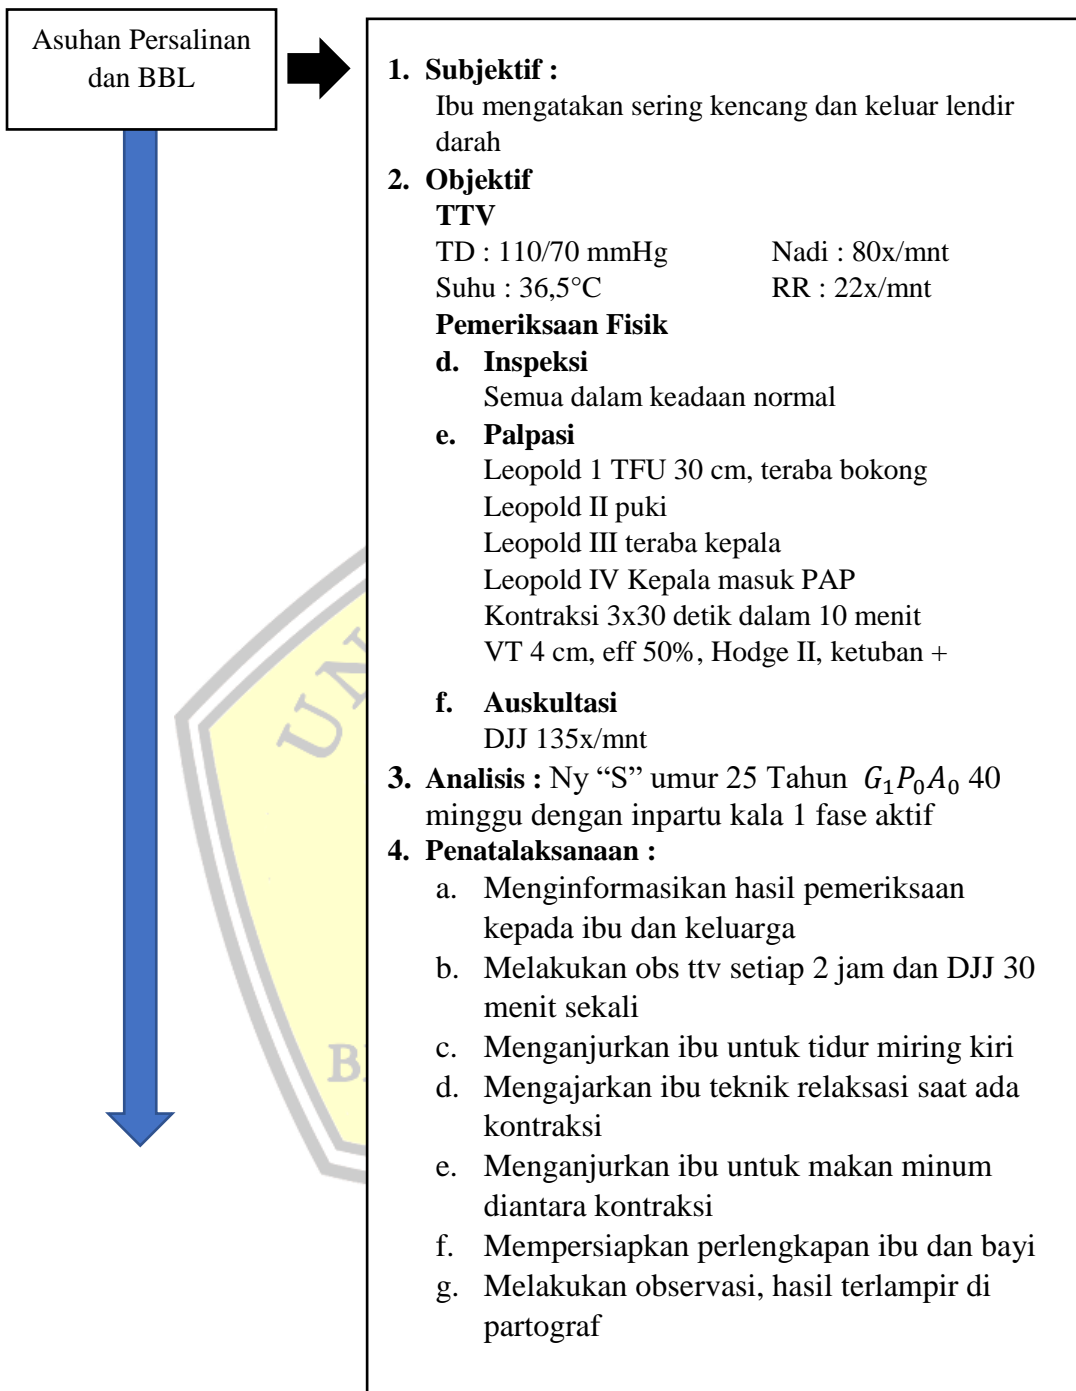 Asuhan Persalinan
dan BBL
1. Subjektif :
Ibu mengatakan sering kencang dan keluar lendir
darah
2. Objektif
TTV
TD : 110/70 mmHg Nadi : 80x/mnt
Suhu : 36,5°C RR : 22x/mnt
Pemeriksaan Fisik
d. Inspeksi
Semua dalam keadaan normal
e. Palpasi
Leopold 1 TFU 30 cm, teraba bokong
Leopold II puki
Leopold III teraba kepala
Leopold IV Kepala masuk PAP
Kontraksi 3x30 detik dalam 10 menit
VT 4 cm, eff 50%, Hodge II, ketuban +
f. Auskultasi
DJJ 135x/mnt
3. Analisis : Ny “S” umur 25 Tahun G₁P₀A₀ 40
minggu dengan inpartu kala 1 fase aktif
4. Penatalaksanaan :
a. Menginformasikan hasil pemeriksaan
kepada ibu dan keluarga
b. Melakukan obs ttv setiap 2 jam dan DJJ 30
menit sekali
c. Menganjurkan ibu untuk tidur miring kiri
d. Mengajarkan ibu teknik relaksasi saat ada
kontraksi
e. Menganjurkan ibu untuk makan minum
diantara kontraksi
f. Mempersiapkan perlengkapan ibu dan bayi
g. Melakukan observasi, hasil terlampir di
partograf